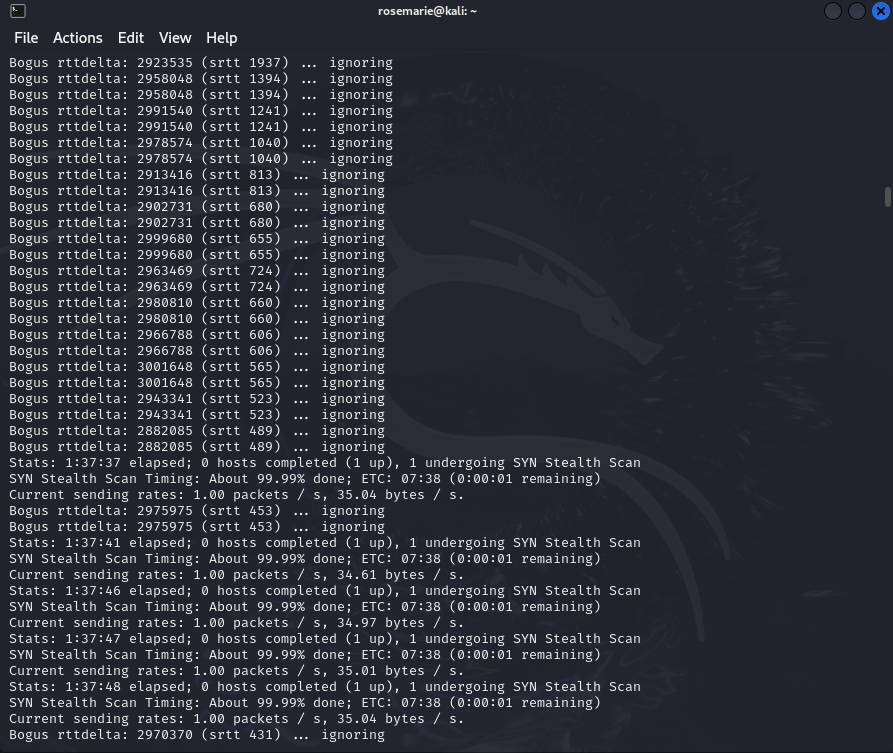 rosemarie@kali: ~
File Actions Edit View Help
Bogus rttdelta: 2923535 (srtt 1937) ... ignoring
Bogus rttdelta: 2958048 (srtt 1394) ... ignoring
Bogus rttdelta: 2958048 (srtt 1394) ... ignoring
Bogus rttdelta: 2991540 (srtt 1241) ... ignoring
Bogus rttdelta: 2991540 (srtt 1241) ... ignoring
Bogus rttdelta: 2978574 (srtt 1040) ... ignoring
Bogus rttdelta: 2978574 (srtt 1040) ... ignoring
Bogus rttdelta: 2913416 (srtt 813) ... ignoring
Bogus rttdelta: 2913416 (srtt 813) ... ignoring
Bogus rttdelta: 2902731 (srtt 680) ... ignoring
Bogus rttdelta: 2902731 (srtt 680) ... ignoring
Bogus rttdelta: 2999680 (srtt 655) ... ignoring
Bogus rttdelta: 2999680 (srtt 655) ... ignoring
Bogus rttdelta: 2963469 (srtt 724) ... ignoring
Bogus rttdelta: 2963469 (srtt 724) ... ignoring
Bogus rttdelta: 2980810 (srtt 660) ... ignoring
Bogus rttdelta: 2980810 (srtt 660) ... ignoring
Bogus rttdelta: 2966788 (srtt 606) ... ignoring
Bogus rttdelta: 2966788 (srtt 606) ... ignoring
Bogus rttdelta: 3001648 (srtt 565) ... ignoring
Bogus rttdelta: 3001648 (srtt 565) ... ignoring
Bogus rttdelta: 2943341 (srtt 523) ... ignoring
Bogus rttdelta: 2943341 (srtt 523) ... ignoring
Bogus rttdelta: 2882085 (srtt 489) ... ignoring
Bogus rttdelta: 2882085 (srtt 489) ... ignoring
Stats: 1:37:37 elapsed; 0 hosts completed (1 up), 1 undergoing SYN Stealth Scan
SYN Stealth Scan Timing: About 99.99% done; ETC: 07:38 (0:00:01 remaining)
Current sending rates: 1.00 packets / s, 35.04 bytes / s.
Bogus rttdelta: 2975975 (srtt 453) ... ignoring
Bogus rttdelta: 2975975 (srtt 453) ... ignoring
Stats: 1:37:41 elapsed; 0 hosts completed (1 up), 1 undergoing SYN Stealth Scan
SYN Stealth Scan Timing: About 99.99% done; ETC: 07:38 (0:00:01 remaining)
Current sending rates: 1.00 packets / s, 34.61 bytes / s.
Stats: 1:37:46 elapsed; 0 hosts completed (1 up), 1 undergoing SYN Stealth Scan
SYN Stealth Scan Timing: About 99.99% done; ETC: 07:38 (0:00:01 remaining)
Current sending rates: 1.00 packets / s, 34.97 bytes / s.
Stats: 1:37:47 elapsed; 0 hosts completed (1 up), 1 undergoing SYN Stealth Scan
SYN Stealth Scan Timing: About 99.99% done; ETC: 07:38 (0:00:01 remaining)
Current sending rates: 1.00 packets / s, 35.01 bytes / s.
Stats: 1:37:48 elapsed; 0 hosts completed (1 up), 1 undergoing SYN Stealth Scan
SYN Stealth Scan Timing: About 99.99% done; ETC: 07:38 (0:00:01 remaining)
Current sending rates: 1.00 packets / s, 35.04 bytes / s.
Bogus rttdelta: 2970370 (srtt 431) ... ignoring